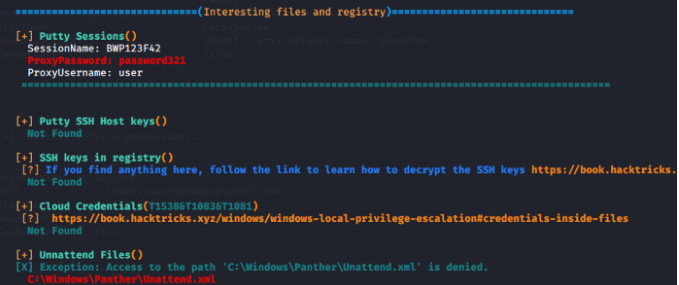 ============================(Interesting files and registry)============================
[+] Putty Sessions()
SessionName: BWP123F42
ProxyPassword: password321
ProxyUsername: user
=================================================================================================
[+] Putty SSH Host keys()
Not Found
[+] SSH keys in registry()
[?] If you find anything here, follow the link to learn how to decrypt the SSH keys https://book.hacktricks.
Not Found
[+] Cloud Credentials(T1538&T1083&T1081)
[?] https://book.hacktricks.xyz/windows/windows-local-privilege-escalation#credentials-inside-files
Not Found
[+] Unnattend Files()
[X] Exception: Access to the path 'C:\Windows\Panther\Unattend.xml' is denied.
C:\Windows\Panther\Unattend.xml